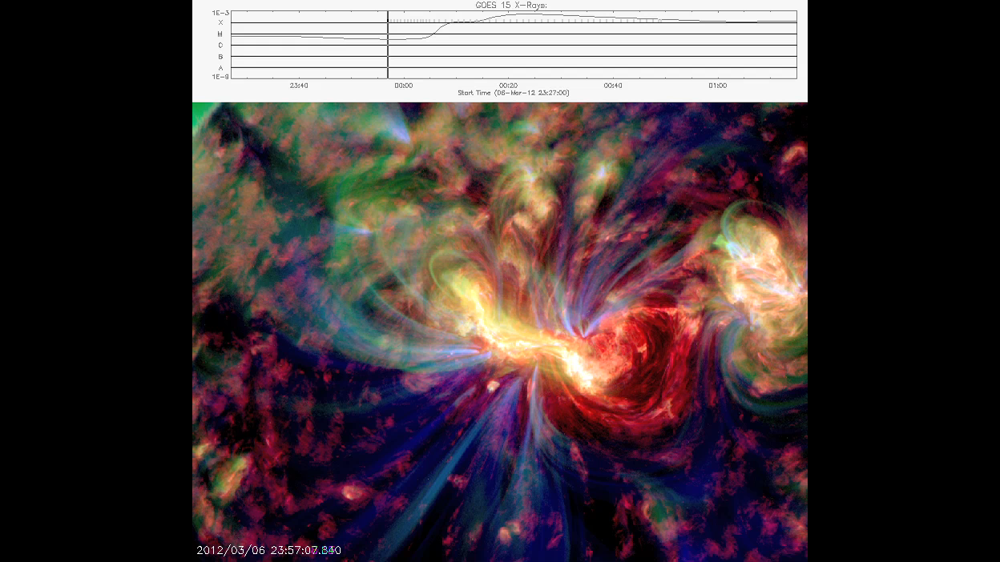 GOES 15 X-Rays:
1E-3
X
M
C
B
A
1E-9
23:40 00:00 00:20 00:40 01:00
Start Time (06-Mar-12 23:27:00)
2012/03/06 23:57:07.840